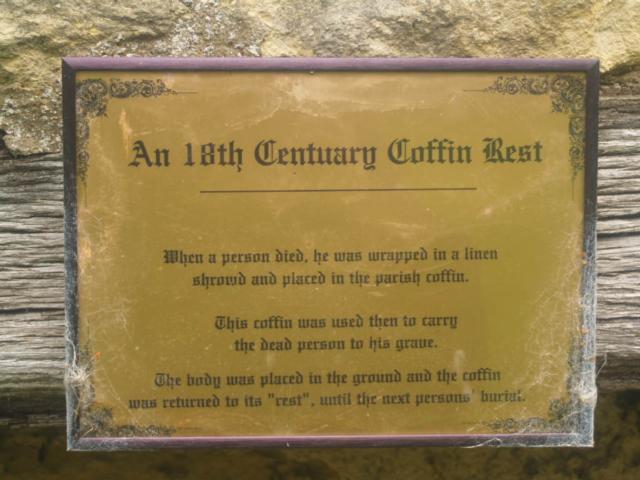 An 18th Centuary Coffin Rest
When a person died, he was wrapped in a linen
shrowd and placed in the parish coffin.
This coffin was used then to carry
the dead person to his grave.
The body was placed in the ground and the coffin
was returned to its "rest", until the next persons' burial.